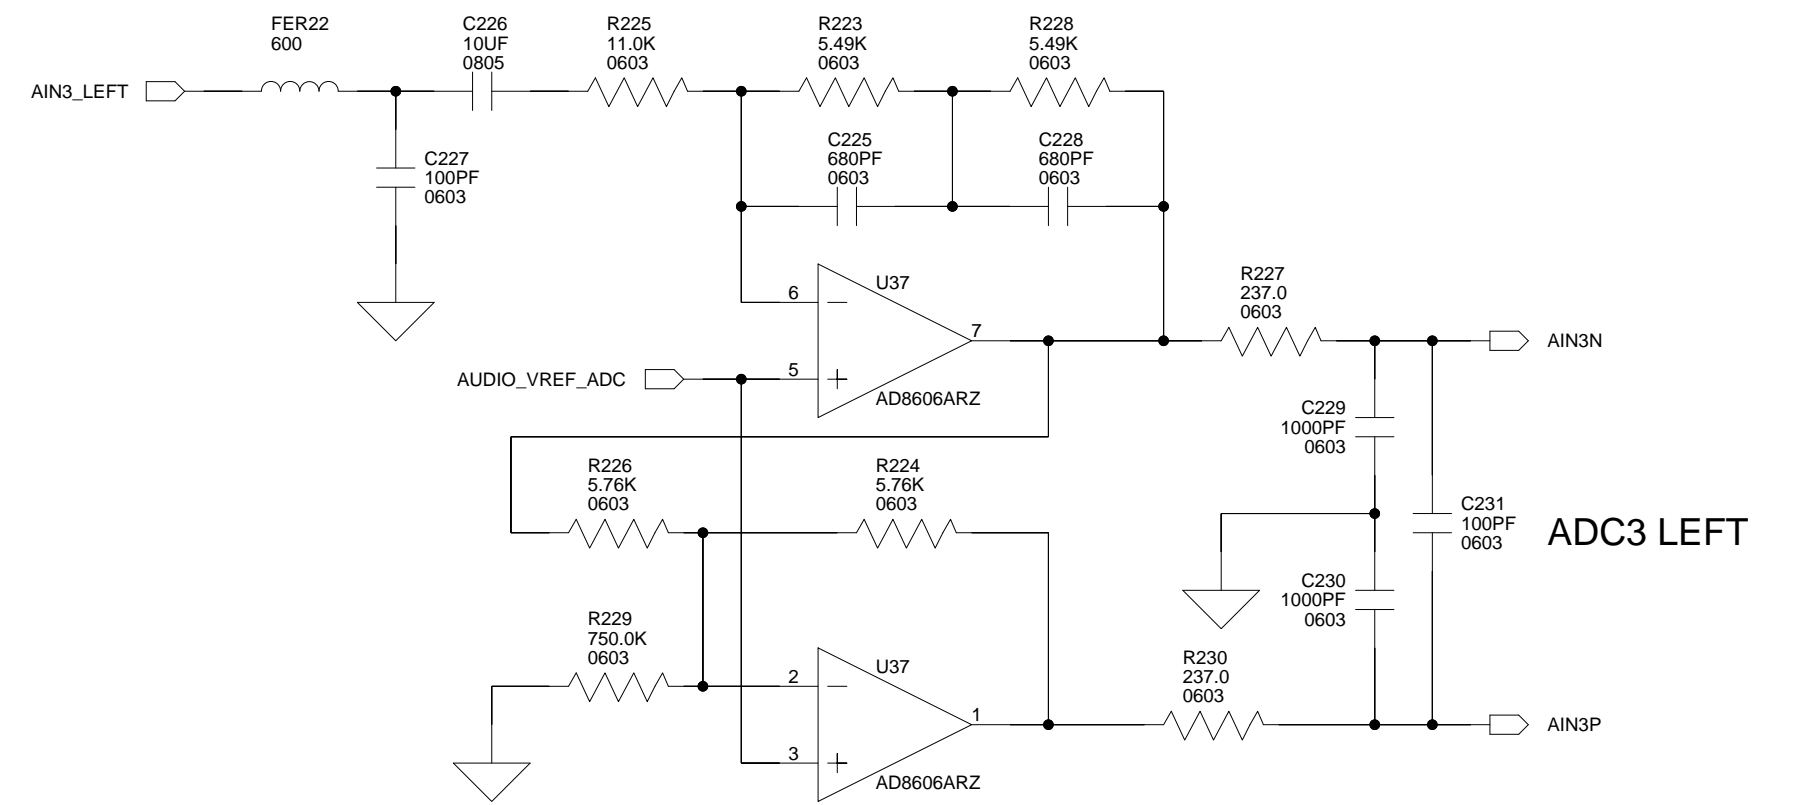 FER22
600
C226
10UF
0805
R225
11.0K
0603
R223
5.49K
0603
R228
5.49K
0603
AIN3_LEFT
C227
100PF
0603
C225
680PF
0603
C228
680PF
0603
U37
6
7
5
AUDIO_VREF_ADC
AD8606ARZ
R227
237.0
0603
AIN3N
C229
1000PF
0603
R226
5.76K
0603
R224
5.76K
0603
C231
100PF
0603
ADC3 LEFT
C230
1000PF
0603
R229
750.0K
0603
U37
2
1
3
AD8606ARZ
R230
237.0
0603
AIN3P